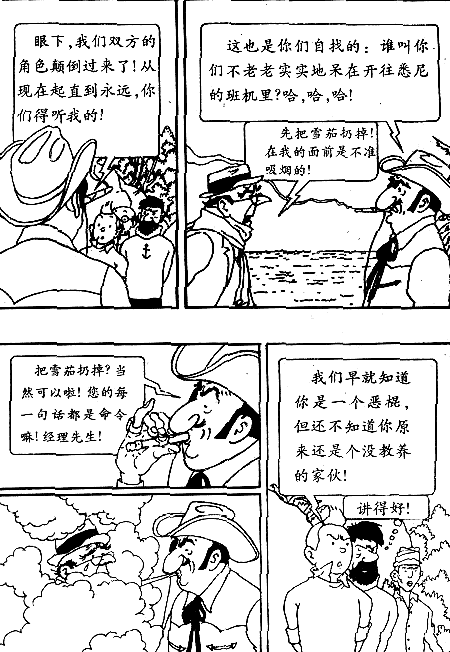 眼下，我们双方的
角色颠倒过来了！从
现在起直到永远，你
们得听我的！
这也是你们自找的：谁叫你
们不老老实实地呆在开往悉尼
的班机里？哈，哈，哈！
先把雪茄扔掉！
在我的面前是不准
吸烟的！
把雪茄扔掉？当
然可以啦！您的每
一句话都是命令
嘛！经理先生！
我们早就知道
你是一个恶棍，
但还不知道你原
来还是个没教养
的家伙！
讲得好！